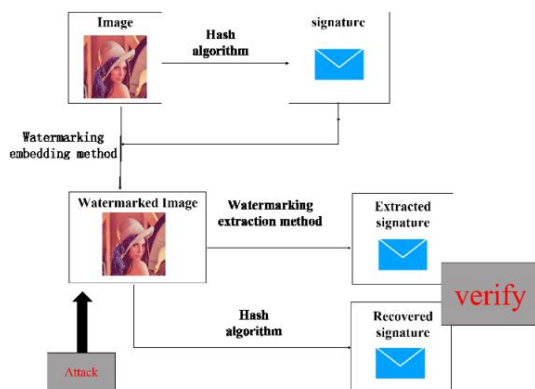 Image
signature
Hash
algorithm
Watermarking
embedding method
Watermarked Image
Watermarking
extraction method
Extracted
signature
verify
Hash
algorithm
Recovered
signature
Attack